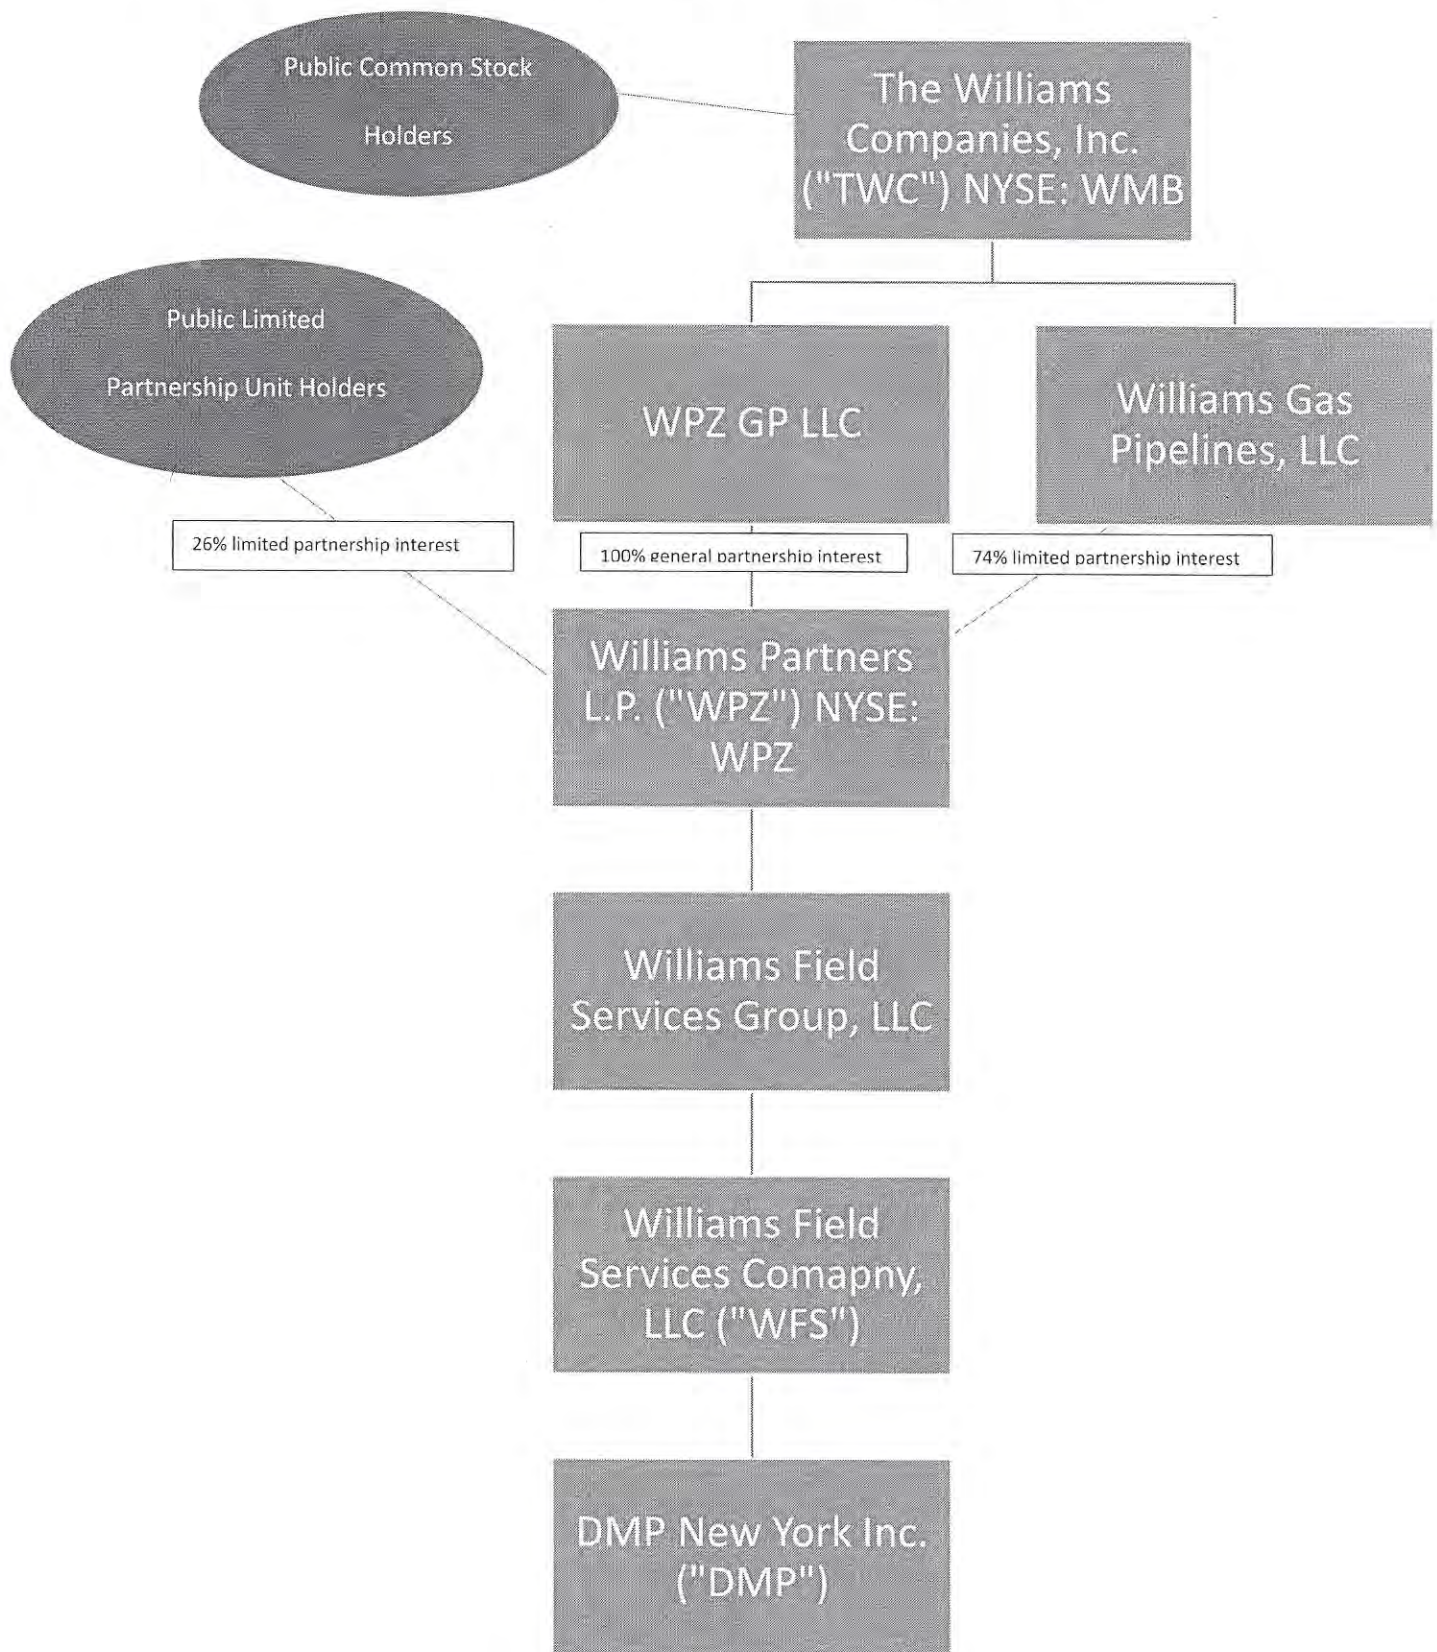 Public Common Stock
Holders
The Williams
Companies, Inc.
("TWC") NYSE: WMB
Public Limited
Partnership Unit Holders
WPZ GP LLC
Williams Gas
Pipelines, LLC
26% limited partnership interest
100% general partnership interest
74% limited partnership interest
Williams Partners
L.P. ("WPZ") NYSE:
WPZ
Williams Field
Services Group, LLC
Williams Field
Services Comapny,
LLC ("WFS")
DMP New York Inc.
("DMP")